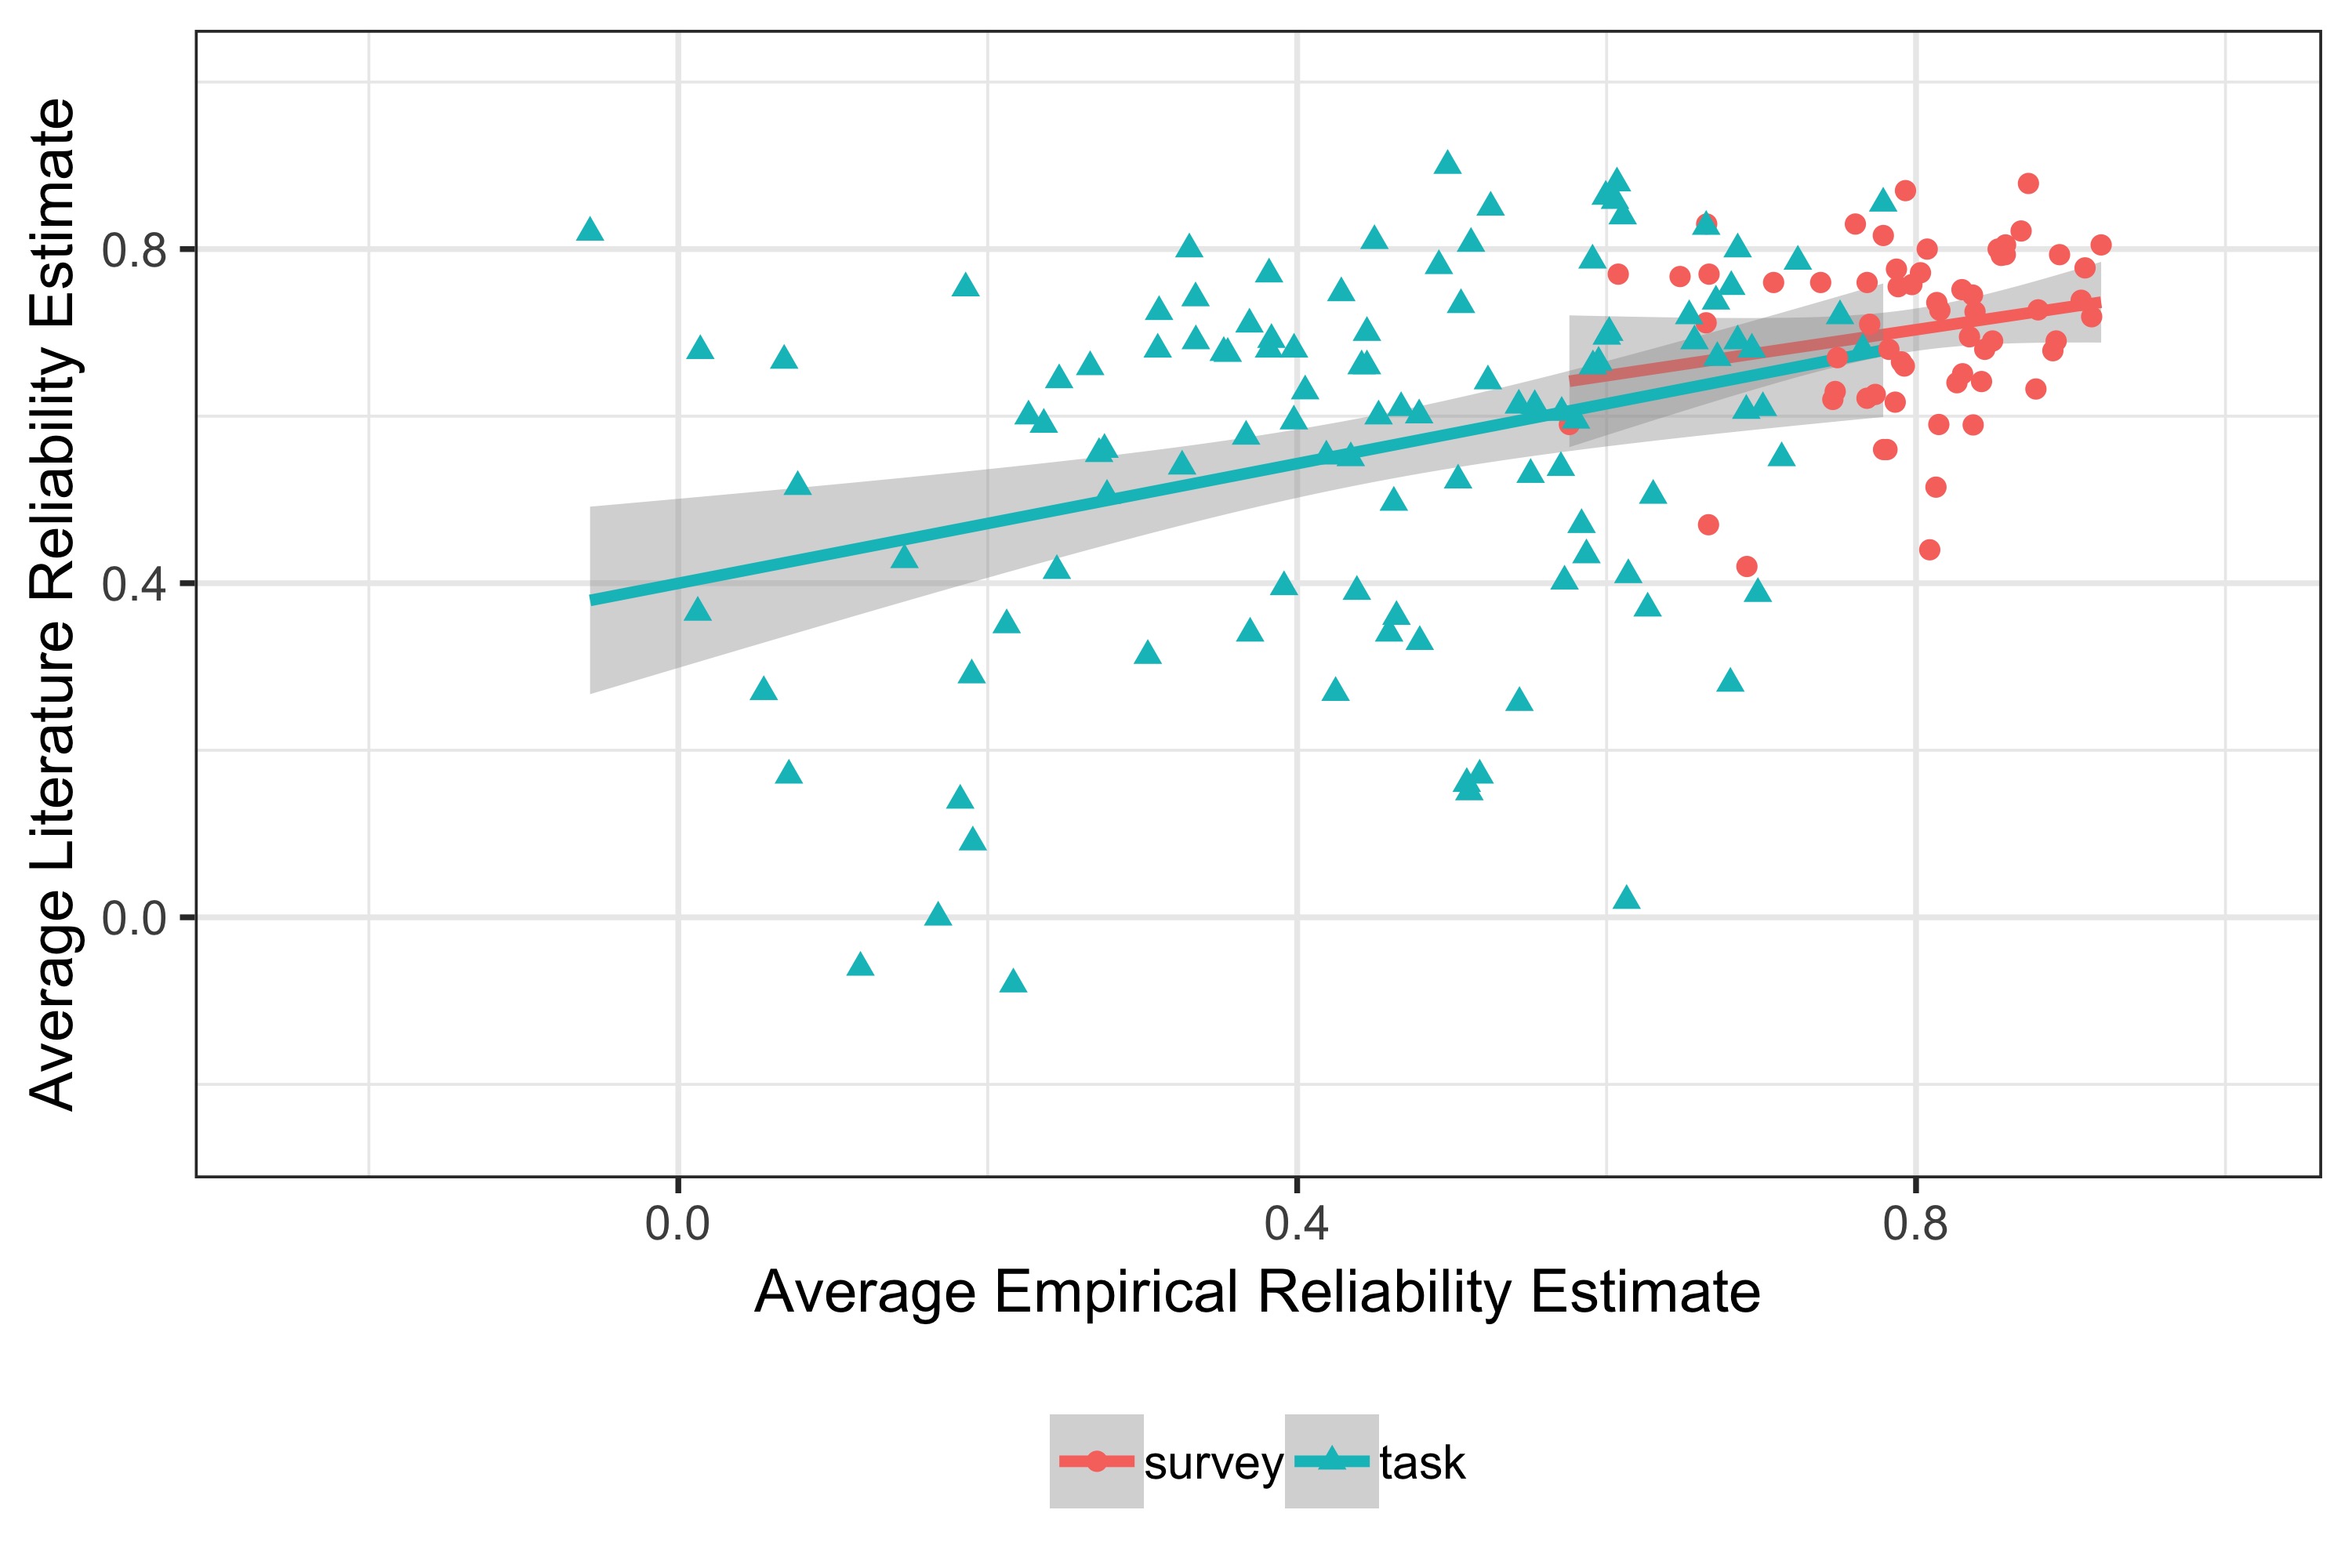 Average Literature Reliability Estimate
0.8
0.4
0.0
0.0 0.4 0.8
Average Empirical Reliability Estimate
survey task